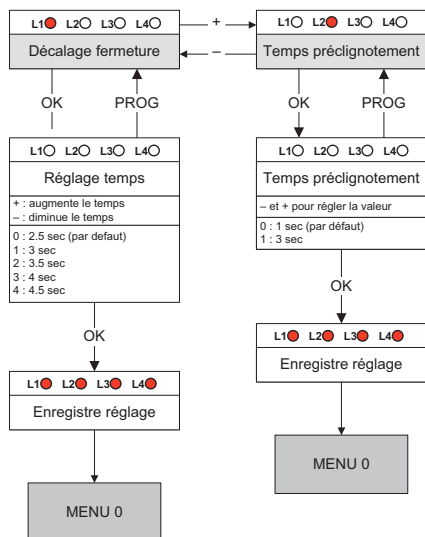 L1 L2 L3 L4
Décalage fermeture
+
–
L1 L2 L3 L4
Temps préclignotement
OK
PROG
OK
PROG
L1 L2 L3 L4
Réglage temps
+ : augmente le temps
– : diminue le temps
0 : 2.5 sec (par defaut)
1 : 3 sec
2 : 3.5 sec
3 : 4 sec
4 : 4.5 sec
L1 L2 L3 L4
Temps préclignotement
– et + pour régler la valeur
0 : 1 sec (par défaut)
1 : 3 sec
OK
OK
L1 L2 L3 L4
Enregistre réglage
L1 L2 L3 L4
Enregistre réglage
MENU 0
MENU 0